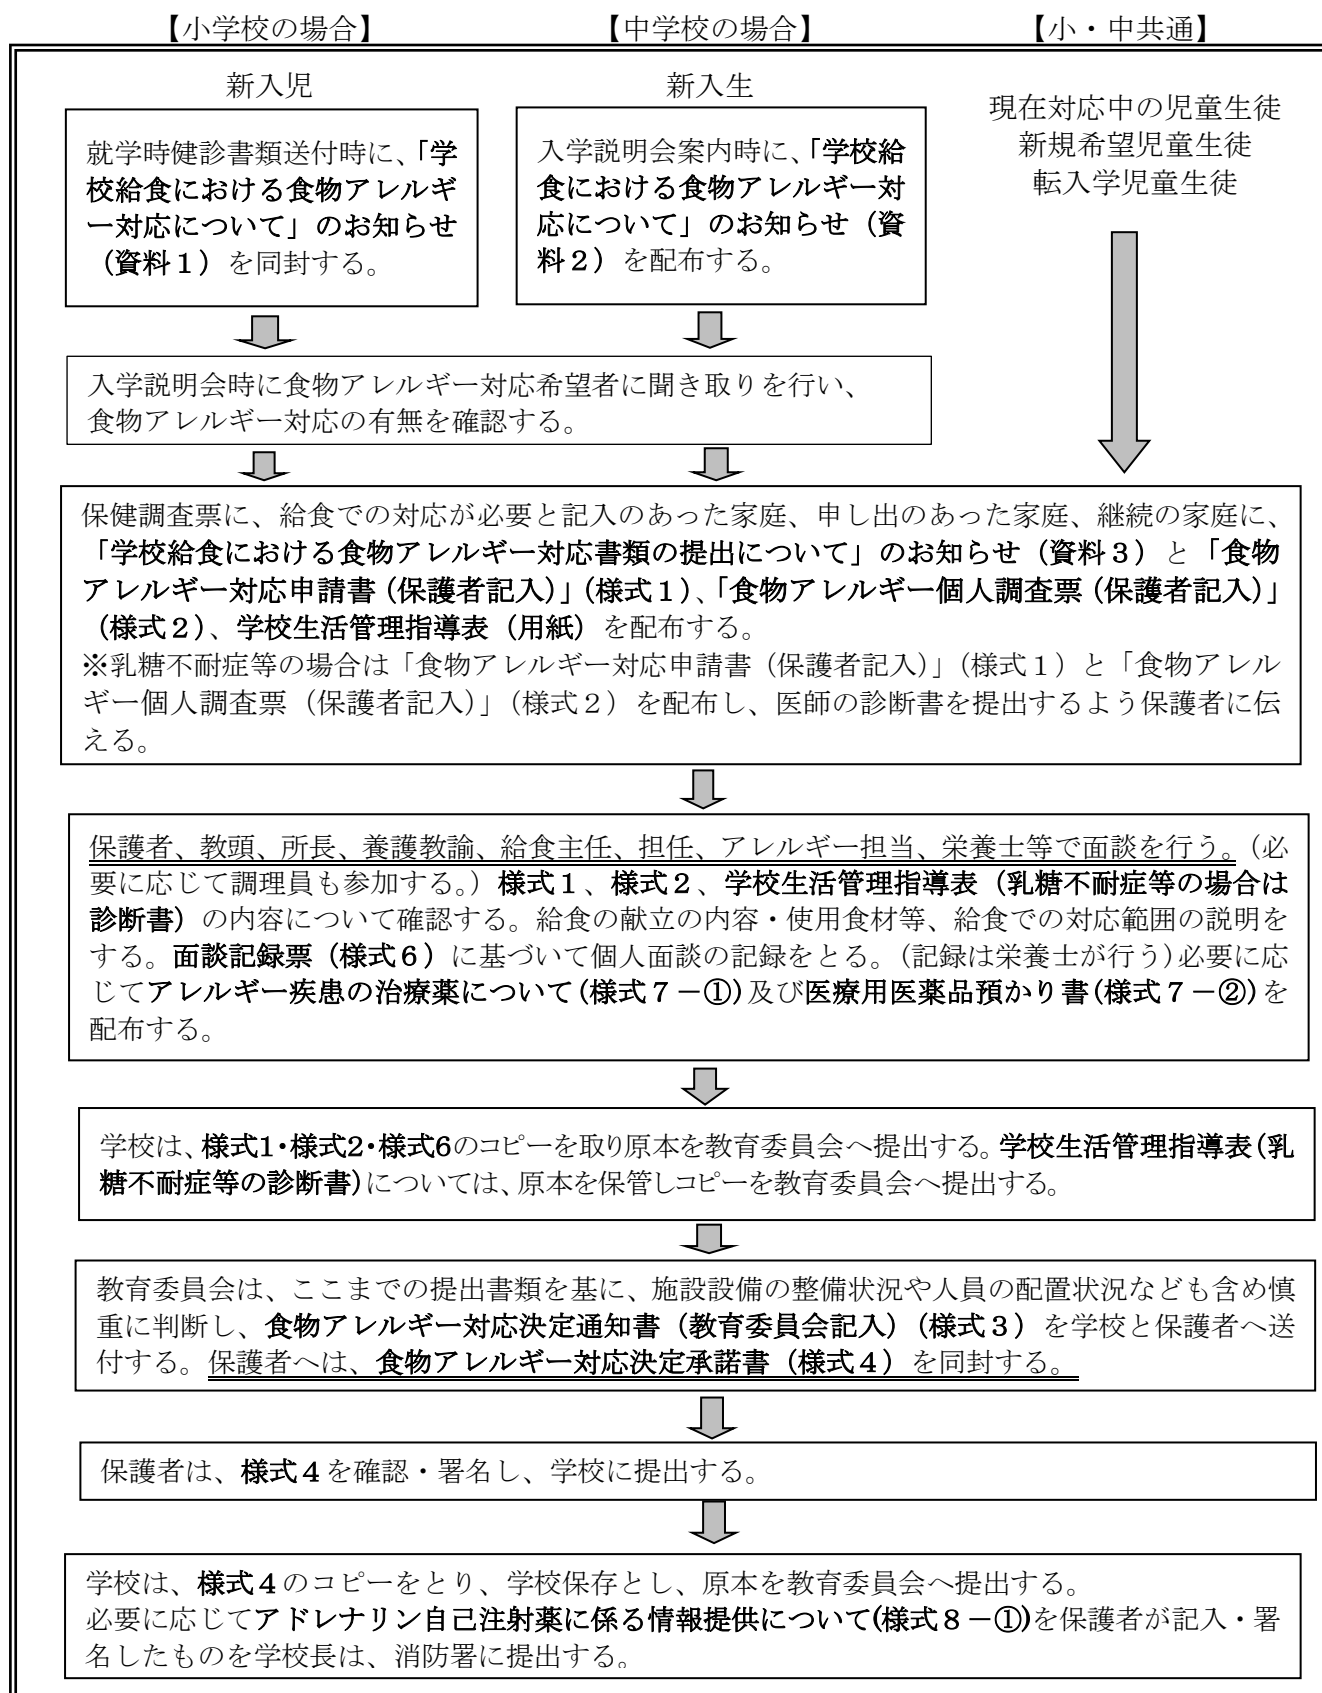 【小学校の場合】
【中学校の場合】
【小・中共通】
新入児
就学時健診書類送付時に、「学
校給食における食物アレルギ
ー対応について」のお知らせ
（資料１）を同封する。
新入生
入学説明会案内時に、「学校給
食における食物アレルギー対
応について」のお知らせ（資
料２）を配布する。
現在対応中の児童生徒
新規希望児童生徒
転入学児童生徒
入学説明会時に食物アレルギー対応希望者に聞き取りを行い、
食物アレルギー対応の有無を確認する。
保健調査票に、給食での対応が必要と記入のあった家庭、申し出のあった家庭、継続の家庭に、
「学校給食における食物アレルギー対応書類の提出について」のお知らせ（資料３）と「食物
アレルギー対応申請書（保護者記入）」（様式１）、「食物アレルギー個人調査票（保護者記入）」
（様式２）、学校生活管理指導表（用紙）を配布する。
※乳糖不耐症等の場合は「食物アレルギー対応申請書（保護者記入）」（様式１）と「食物アレル
ギー個人調査票（保護者記入）」（様式２）を配布し、医師の診断書を提出するよう保護者に伝
える。
保護者、教頭、所長、養護教諭、給食主任、担任、アレルギー担当、栄養士等で面談を行う。（必
要に応じて調理員も参加する。）様式１、様式２、学校生活管理指導表（乳糖不耐症等の場合は
診断書）の内容について確認する。給食の献立の内容・使用食材等、給食での対応範囲の説明を
する。面談記録票（様式６）に基づいて個人面談の記録をとる。（記録は栄養士が行う）必要に応
じてアレルギー疾患の治療薬について（様式７－①）及び医療用医薬品預かり書（様式７－②）を
配布する。
学校は、様式1・様式2・様式6のコピーを取り原本を教育委員会へ提出する。学校生活管理指導表(乳
糖不耐症等の診断書)については、原本を保管しコピーを教育委員会へ提出する。
教育委員会は、ここまでの提出書類を基に、施設設備の整備状況や人員の配置状況なども含め慎
重に判断し、食物アレルギー対応決定通知書（教育委員会記入）（様式３）を学校と保護者へ送
付する。保護者へは、食物アレルギー対応決定承諾書（様式４）を同封する。
保護者は、様式４を確認・署名し、学校に提出する。
学校は、様式４のコピーをとり、学校保存とし、原本を教育委員会へ提出する。
必要に応じてアドレナリン自己注射薬に係る情報提供について(様式８－①)を保護者が記入・署
名したものを学校長は、消防署に提出する。